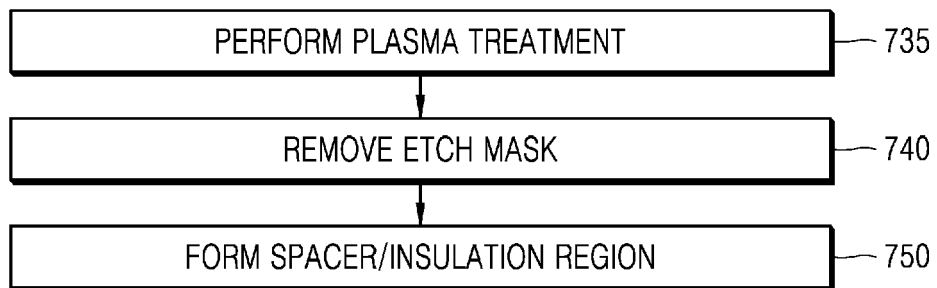 PERFORM PLASMA TREATMENT 735
REMOVE ETCH MASK 740
FORM SPACER/INSULATION REGION 750